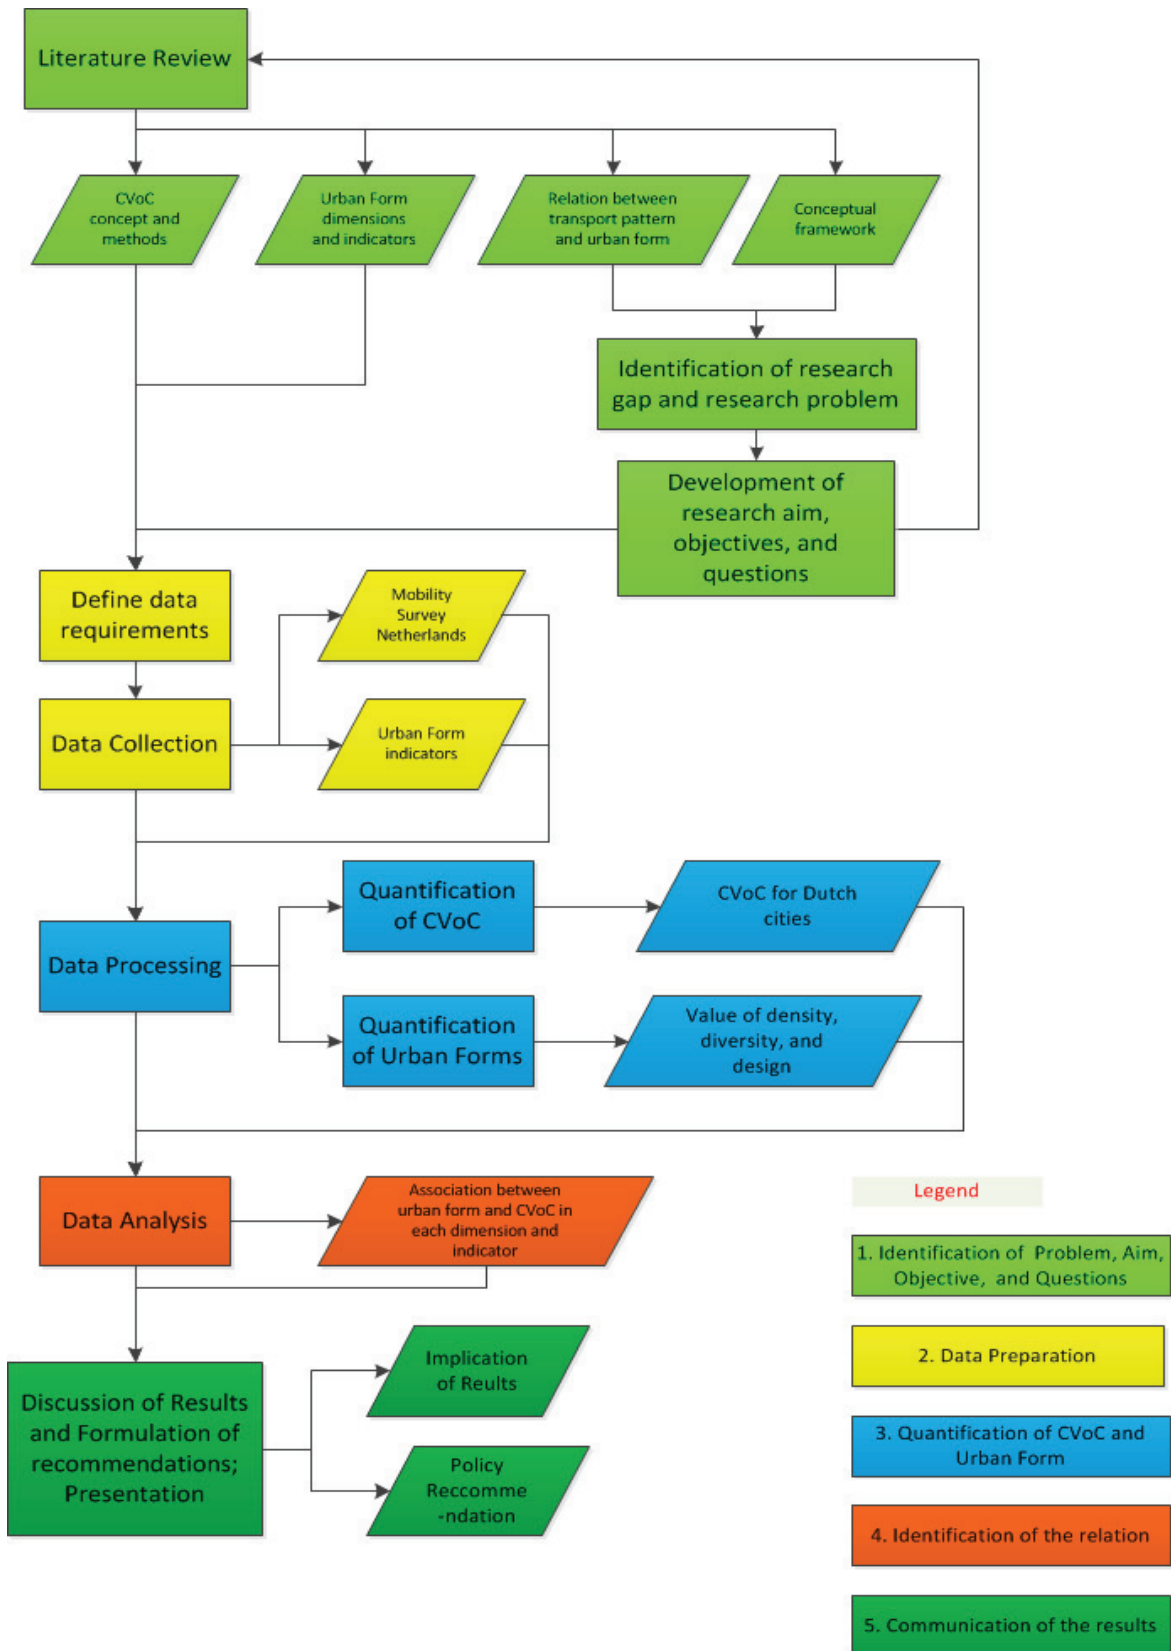 Literature Review
CVoC
concept and
methods
Urban Form
dimensions
and indicators
Relation between
transport pattern
and urban form
Conceptual
framework
Identification of research
gap and research problem
Development of
research aim,
objectives, and
questions
Define data
requirements
Mobility
Survey
Netherlands
Data Collection
Urban Form
indicators
Quantification
of CVoC
CVoC for Dutch
cities
Data Processing
Quantification
of Urban Forms
Value of density,
diversity, and
design
Data Analysis
Association between
urban form and CVoC in
each dimension and
indicator
Discussion of Results
and Formulation of
recommendations;
Presentation
Implication
of Reults
Policy
Reccomme
-ndation
Legend
1. Identification of Problem, Aim,
Objective, and Questions
2. Data Preparation
3. Quantification of CVoC and
Urban Form
4. Identification of the relation
5. Communication of the results